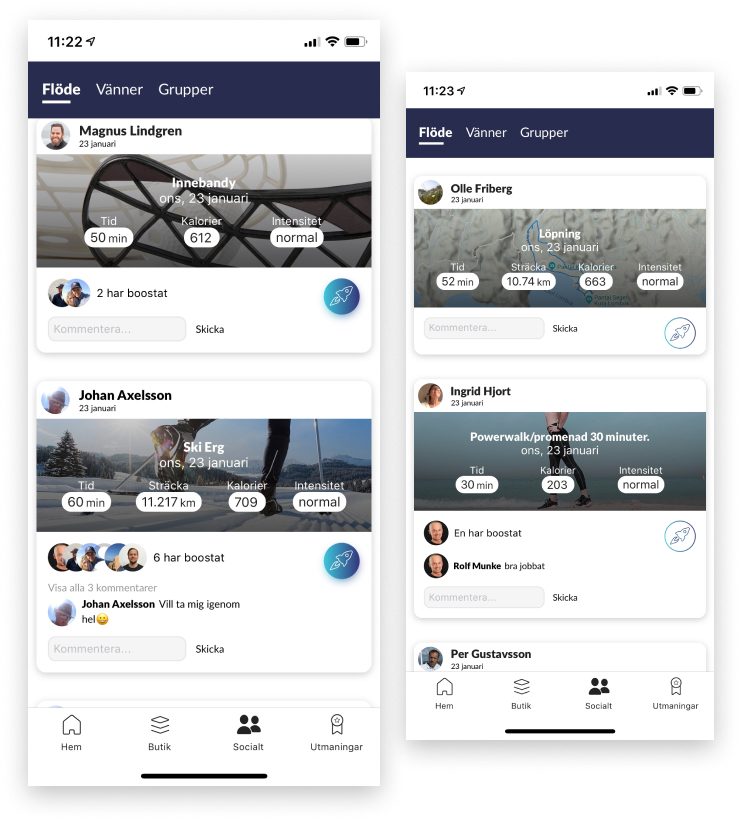 11:22
Flöde Vänner Grupper
Magnus Lindgren
23 januari
Innebandy
ons, 23 januari
Tid Kalorier Intensitet
50 min 612 normal
2 har boostat
Kommentera... Skicka
Johan Axelsson
23 januari
Ski Erg
ons, 23 januari
Tid Sträcka Kalorier Intensitet
60 min 11.217 km 709 normal
6 har boostat
Visa alla 3 kommentarer
Johan Axelsson Vill ta mig igenom
hel😀
Kommentera... Skicka
Hem Butik Socialt Utmaningar
11:23
Flöde Vänner Grupper
Olle Friberg
23 januari
Löpning
ons, 23 januari
Tid Sträcka Kalorier Intensitet
52 min 10.74 km 663 normal
Kommentera... Skicka
Ingrid Hjort
23 januari
Powerwalk/promenad 30 minuter.
ons, 23 januari
Tid Kalorier Intensitet
30 min 203 normal
En har boostat
Rolf Munke bra jobbat
Kommentera... Skicka
Per Gustavsson
23 januari
Hem Butik Socialt Utmaningar